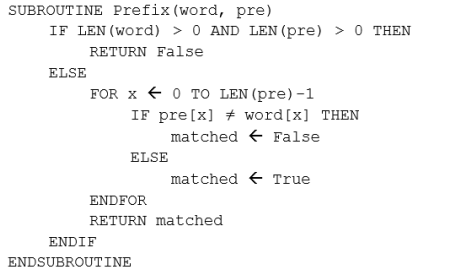 SUBROUTINE Prefix(word, pre)
    IF LEN(word) > 0 AND LEN(pre) > 0 THEN
        RETURN False
    ELSE
        FOR x ← 0 TO LEN(pre)-1
            IF pre[x] ≠ word[x] THEN
                matched ← False
            ELSE
                matched ← True
        ENDFOR
        RETURN matched
    ENDIF
ENDSUBROUTINE